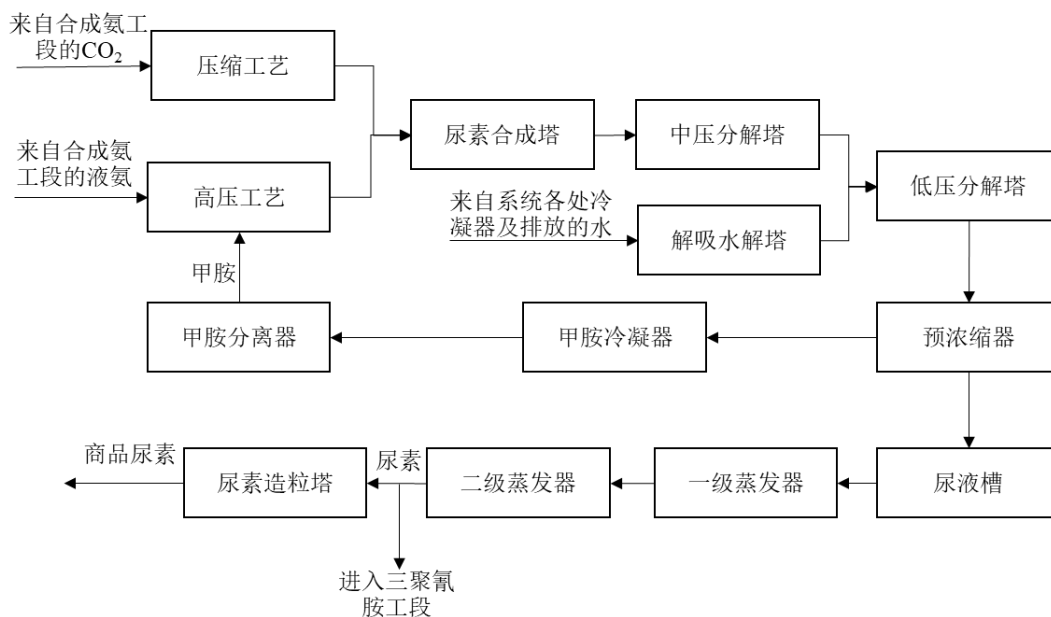 来自合成氨工
段的CO₂
压缩工艺
尿素合成塔
中压分解塔
来自合成氨
工段的液氨
高压工艺
来自系统各处冷
凝器及排放的水
解吸水解塔
低压分解塔
甲胺
甲胺分离器
甲胺冷凝器
预浓缩器
商品尿素
尿素造粒塔
尿素
二级蒸发器
一级蒸发器
尿液槽
进入三聚氰
胺工段